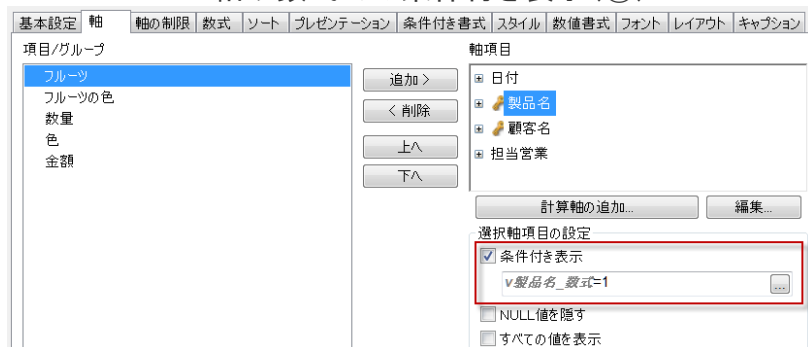 基本設定 軸 軸の制限 数式 ソート プレゼンテーション 条件付き書式 スタイル 数値書式 フォント レイアウト キャプション
項目/グループ
フルーツ
フルーツの色
数量
色
金額
追加 >
< 削除
上へ
下へ
軸項目
日付
製品名
顧客名
担当営業
計算軸の追加...
編集...
選択軸項目の設定
条件付き表示
v製品名_数式=1
...
NULL値を隠す
すべての値を表示